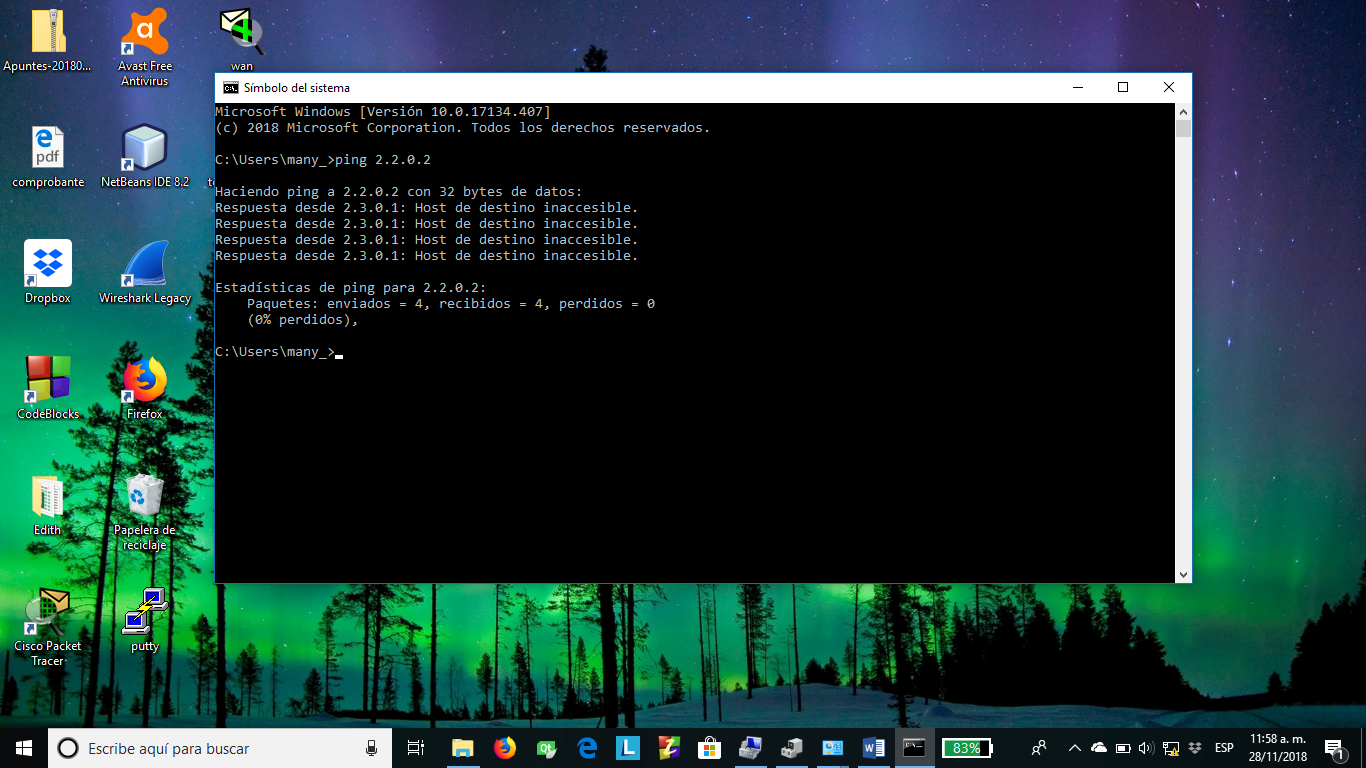 Apuntes-20180...
Avast Free
Antivirus
wan
comprobante
NetBeans IDE 8.2
Dropbox
Wireshark Legacy
CodeBlocks
Firefox
Edith
Papelera de
reciclaje
Cisco Packet
Tracer
putty
Símbolo del sistema
Microsoft Windows [Versión 10.0.17134.407]
(c) 2018 Microsoft Corporation. Todos los derechos reservados.
C:\Users\many_>ping 2.2.0.2
Haciendo ping a 2.2.0.2 con 32 bytes de datos:
Respuesta desde 2.3.0.1: Host de destino inaccesible.
Respuesta desde 2.3.0.1: Host de destino inaccesible.
Respuesta desde 2.3.0.1: Host de destino inaccesible.
Respuesta desde 2.3.0.1: Host de destino inaccesible.
Estadísticas de ping para 2.2.0.2:
Paquetes: enviados = 4, recibidos = 4, perdidos = 0
(0% perdidos),
C:\Users\many_>
Escribe aquí para buscar
83%
ESP
11:58 a. m.
28/11/2018
1
pdf